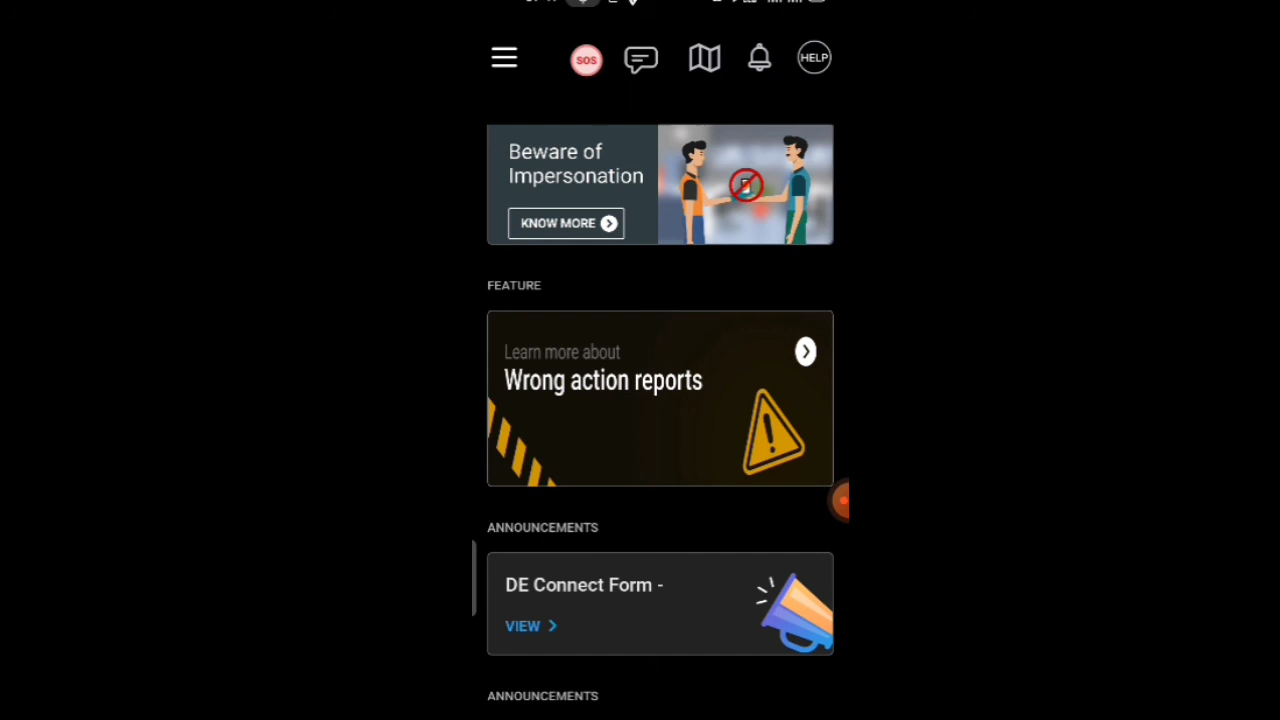 SOS
HELP
Beware of
Impersonation
KNOW MORE
FEATURE
Learn more about
Wrong action reports
ANNOUNCEMENTS
DE Connect Form -
VIEW
ANNOUNCEMENTS